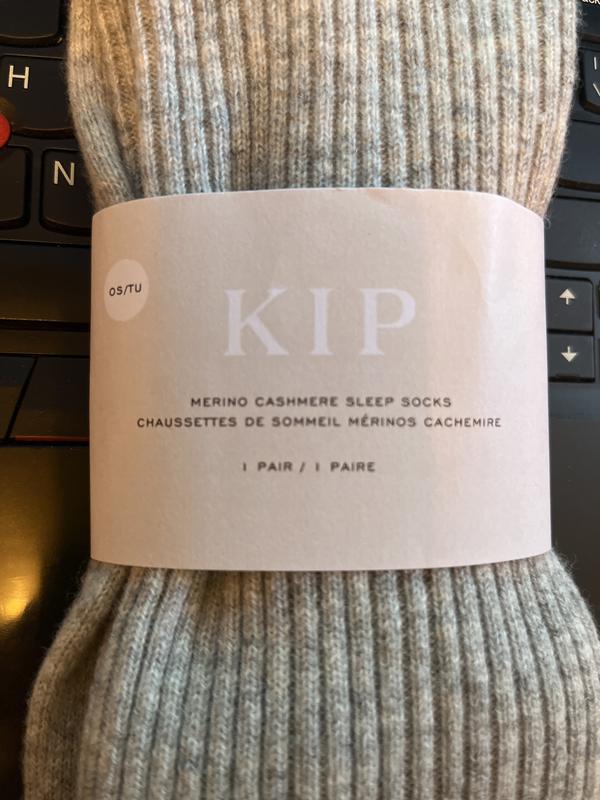 H
N
OS/TU
KIP
MERINO CASHMERE SLEEP SOCKS
CHAUSSETTES DE SOMMEIL MÉRINOS CACHEMIRE
1 PAIR / 1 PAIRE